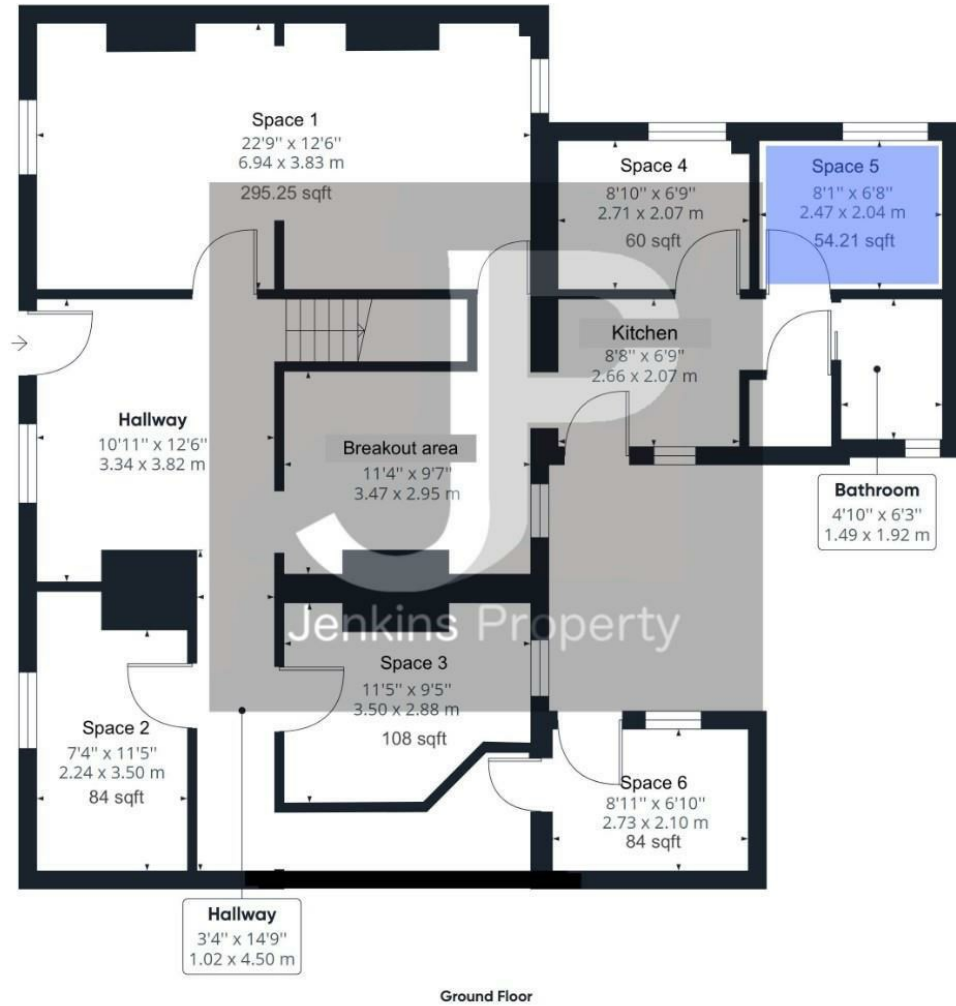 Space 1
22'9" x 12'6"
6.94 x 3.83 m
295.25 sqft
Space 4
8'10" x 6'9"
2.71 x 2.07 m
60 sqft
Space 5
8'1" x 6'8"
2.47 x 2.04 m
54.21 sqft
Kitchen
8'8" x 6'9"
2.66 x 2.07 m
Hallway
10'11" x 12'6"
3.34 x 3.82 m
Breakout area
11'4" x 9'7"
3.47 x 2.95 m
Bathroom
4'10" x 6'3"
1.49 x 1.92 m
JP
Jenkins Property
Space 3
11'5" x 9'5"
3.50 x 2.88 m
108 sqft
Space 2
7'4" x 11'5"
2.24 x 3.50 m
84 sqft
Space 6
8'11" x 6'10"
2.73 x 2.10 m
84 sqft
Hallway
3'4" x 14'9"
1.02 x 4.50 m
Ground Floor